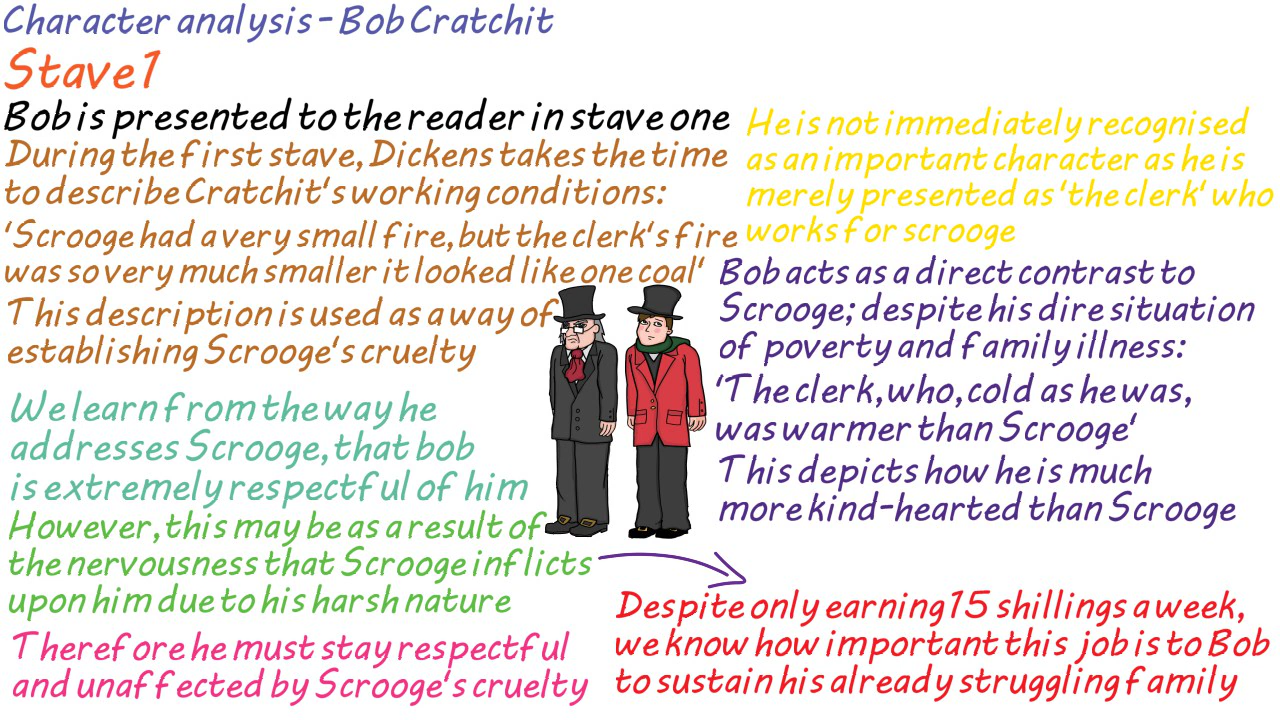 Character analysis - Bob Cratchit
Stave 1
Bob is presented to the reader in stave one
During the first stave, Dickens takes the time
to describe Cratchit's working conditions:
'Scrooge had a very small fire, but the clerk's fire
was so very much smaller it looked like one coal'
This description is used as a way of
establishing Scrooge's cruelty
We learn from the way he
addresses Scrooge, that bob
is extremely respectful of him
However, this may be as a result of
the nervousness that Scrooge inflicts
upon him due to his harsh nature
Therefore he must stay respectful
and unaffected by Scrooge's cruelty
He is not immediately recognised
as an important character as he is
merely presented as 'the clerk' who
works for scrooge
Bob acts as a direct contrast to
Scrooge; despite his dire situation
of poverty and family illness:
'The clerk, who, cold as he was,
was warmer than Scrooge'
This depicts how he is much
more kind-hearted than Scrooge
Despite only earning 15 shillings a week,
we know how important this job is to Bob
to sustain his already struggling family